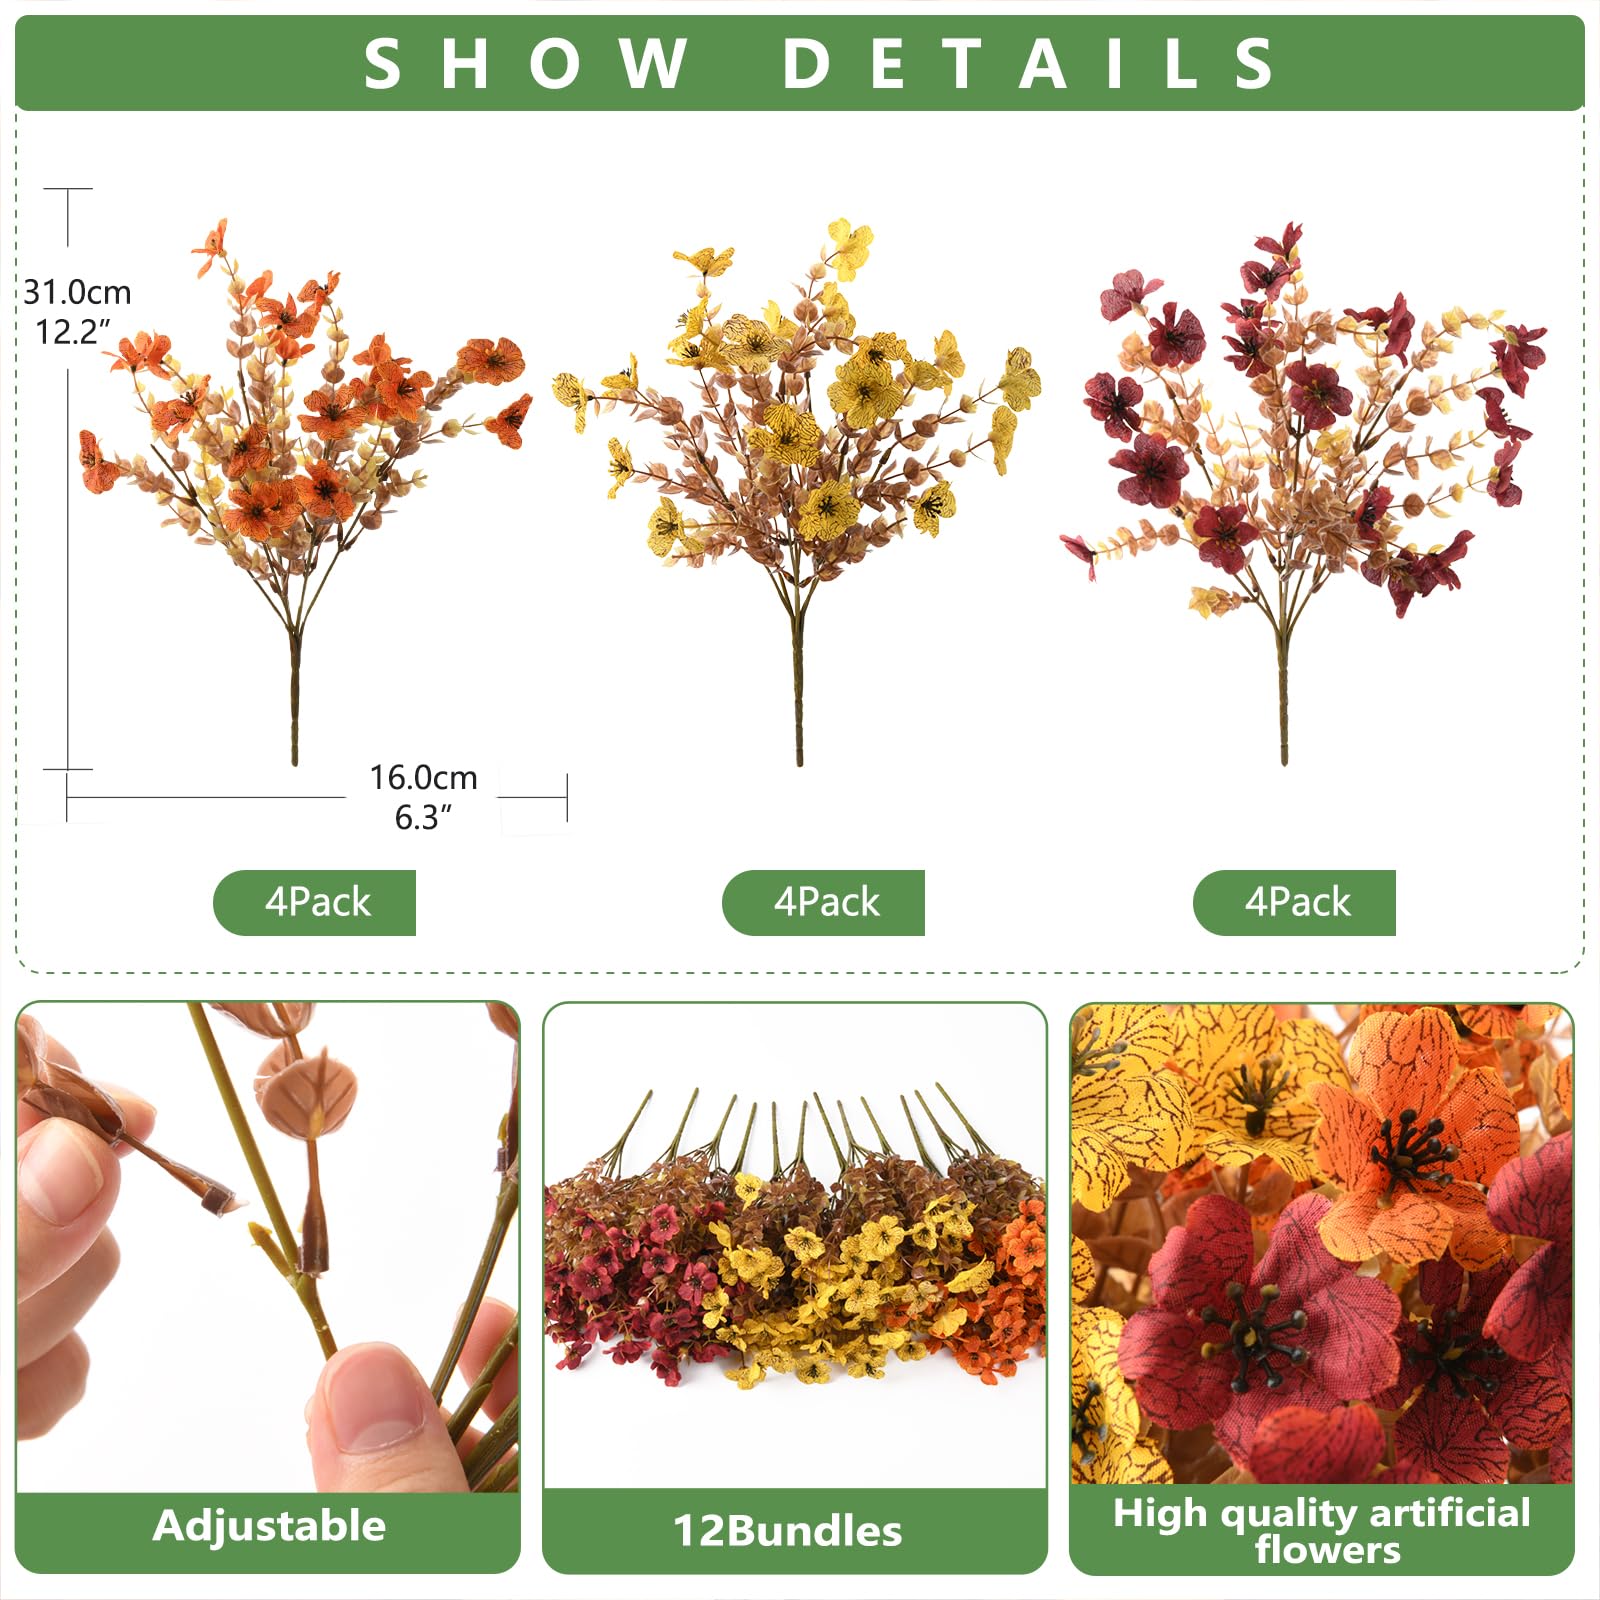 SHOW DETAILS
31.0cm
12.2”
16.0cm
6.3”
4Pack
4Pack
4Pack
Adjustable
12Bundles
High quality artificial
flowers